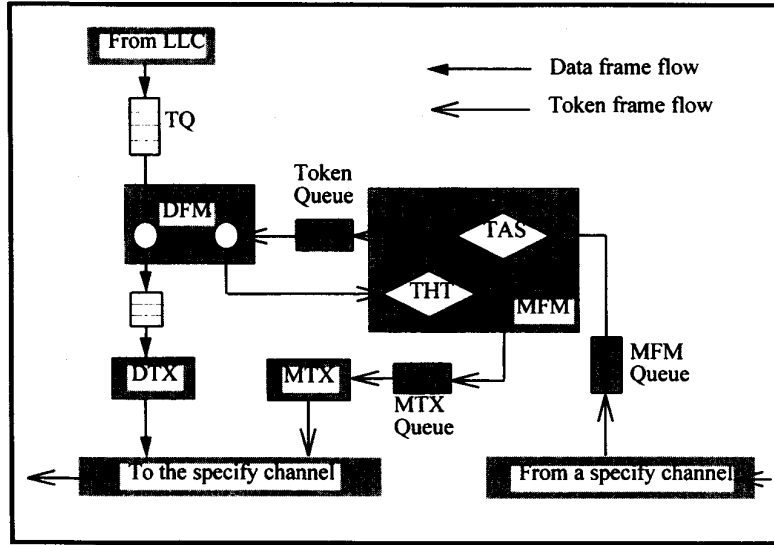 From LLC
Data frame flow
Token frame flow
TQ
Token
Queue
DFM
TAS
THT
MFM
MFM
Queue
DTX
MTX
MTX
Queue
To the specify channel
From a specify channel